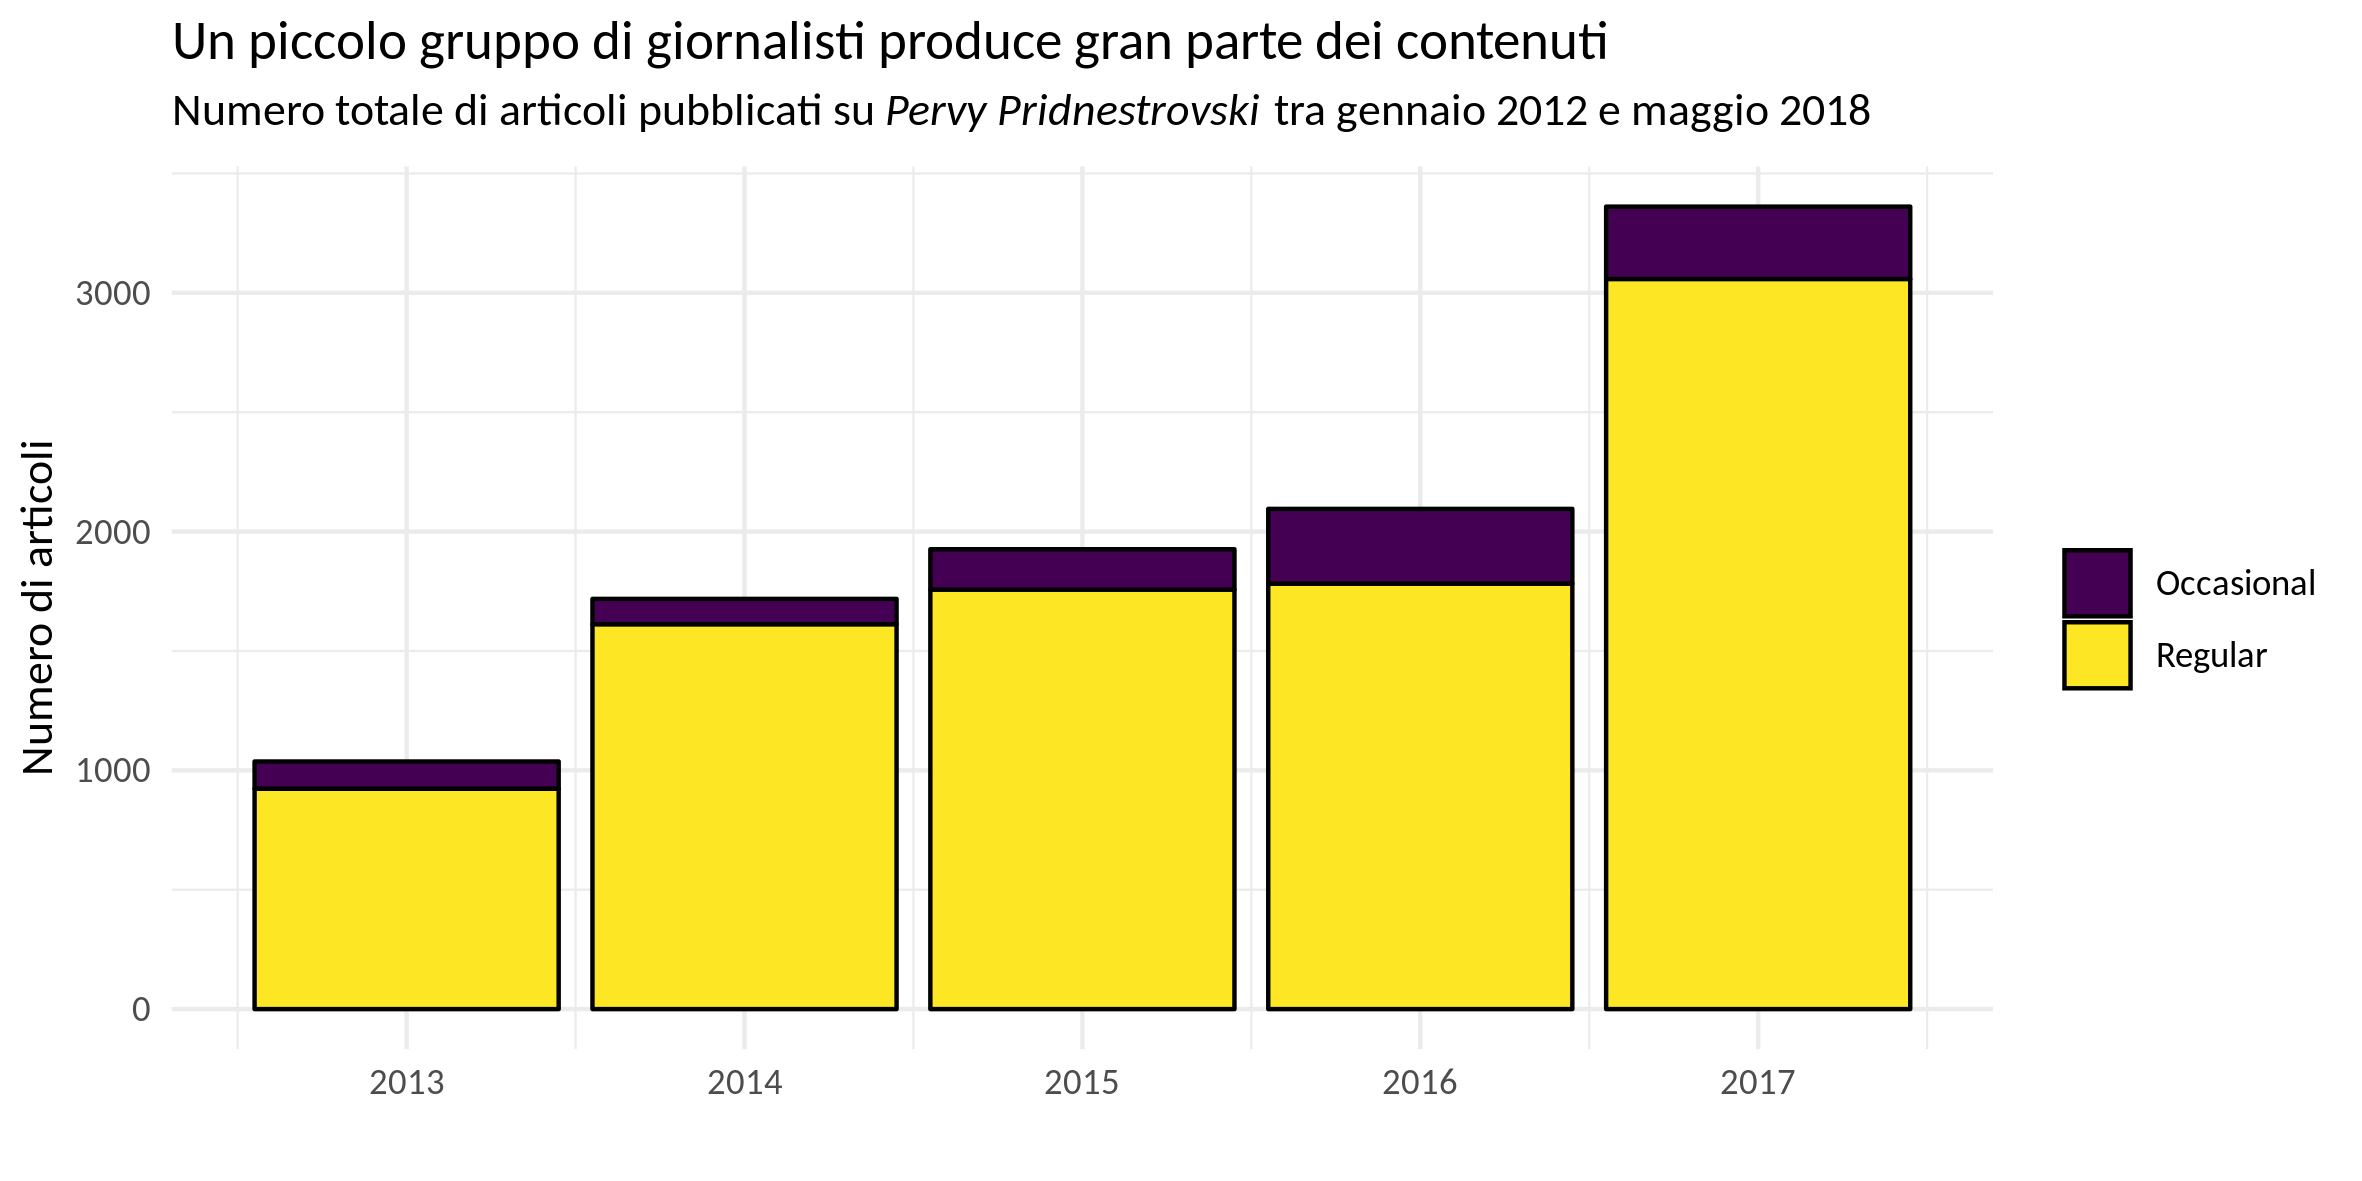 Un piccolo gruppo di giornalisti produce gran parte dei contenuti
Numero totale di articoli pubblicati su Pervy Pridnestrovski tra gennaio 2012 e maggio 2018
Numero di articoli
3000
2000
1000
0
2013
2014
2015
2016
2017
Occasional
Regular